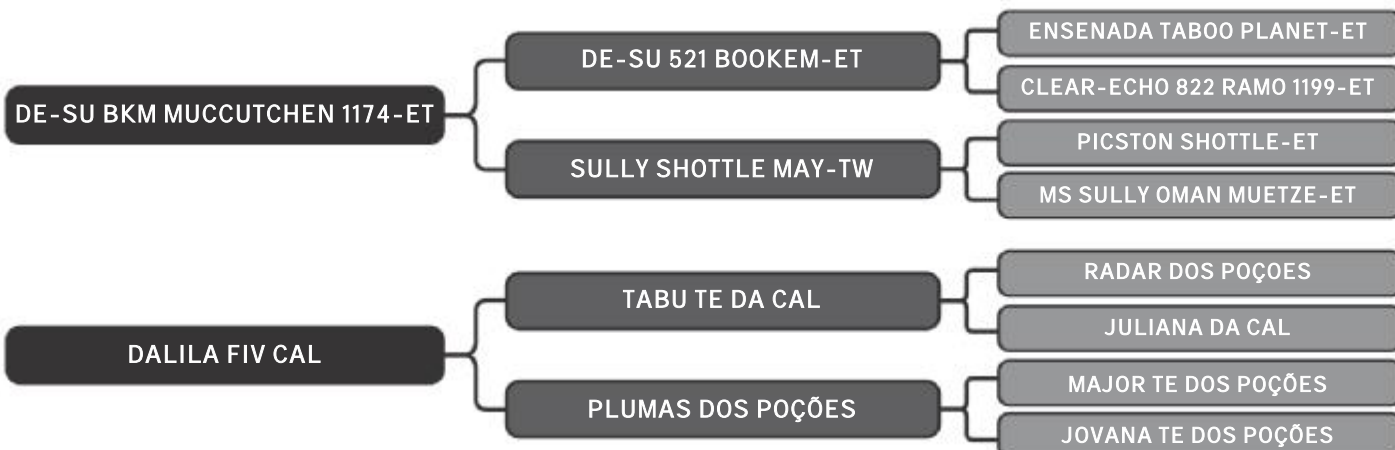 DE-SU BKM MUCCUTCHEN 1174-ET
DE-SU 521 BOOKEM-ET
ENSENADA TABOO PLANET-ET
CLEAR-ECHO 822 RAMO 1199-ET
SULLY SHOTTLE MAY-TW
PICSTON SHOTTLE-ET
MS SULLY OMAN MUETZE-ET
DALILA FIV CAL
TABU TE DA CAL
RADAR DOS POÇOES
JULIANA DA CAL
PLUMAS DOS POÇÕES
MAJOR TE DOS POÇÕES
JOVANA TE DOS POÇÕES